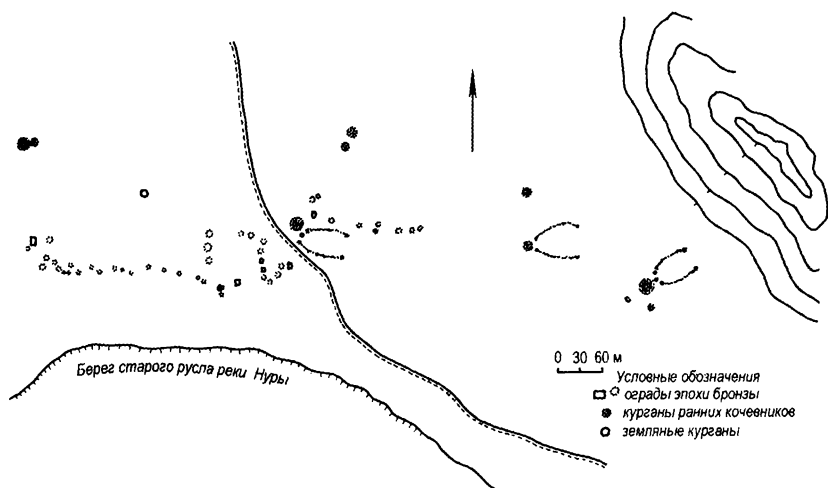 Берег старого русла реки Нуры
0 30 60 м
Условные обозначения
ограды эпохи бронзы
курганы ранних кочевников
земляные курганы